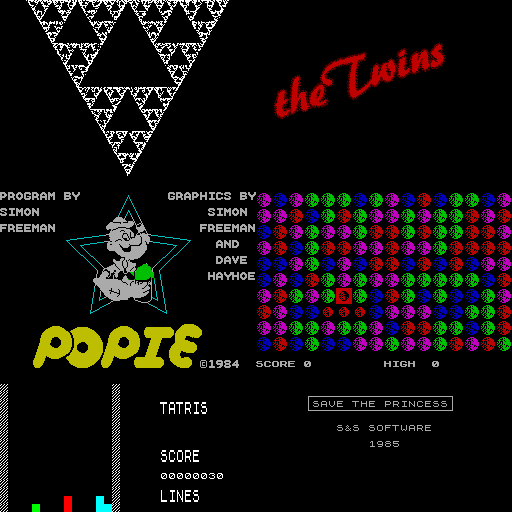 the Twins
PROGRAM BY
SIMON
FREEMAN
GRAPHICS BY
SIMON
FREEMAN
AND
DAVE
HAYHOE
POPIE
©1984
SCORE 0 HIGH 0
TATRIS
SCORE
00000030
LINES
SAVE THE PRINCESS
S&S SOFTWARE
1985